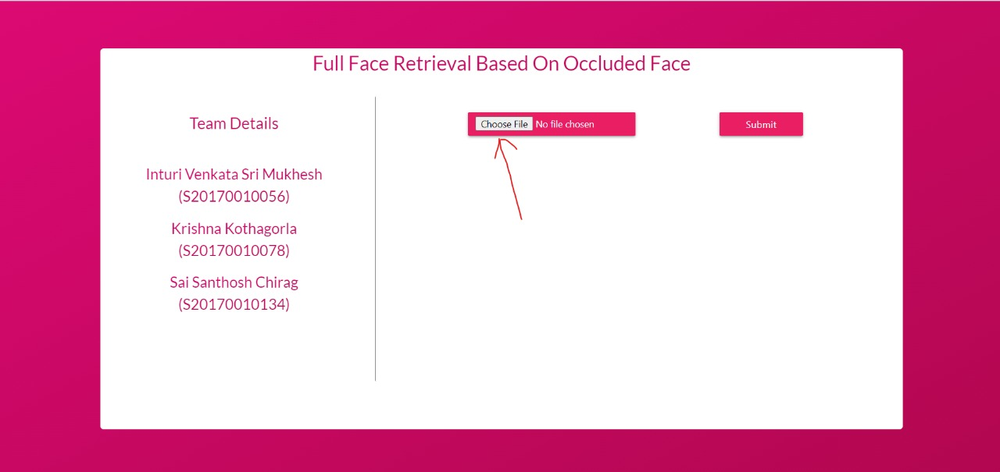 Full Face Retrieval Based On Occluded Face
Team Details
Inturi Venkata Sri Mukhesh
(S20170010056)
Krishna Kothagorla
(S20170010078)
Sai Santhosh Chirag
(S20170010134)
Choose File No file chosen
Submit